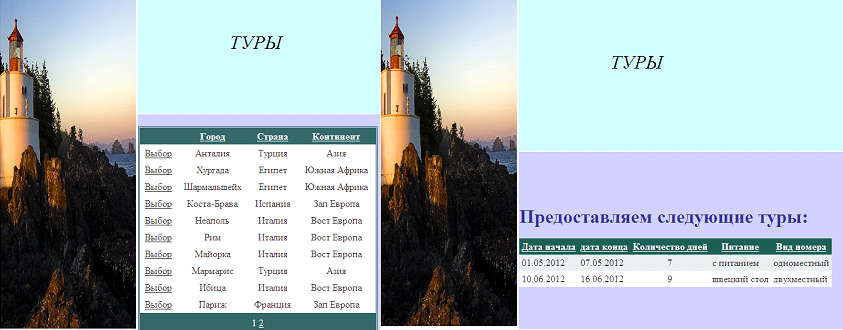 ТУРЫ
Город Страна Континент
Выбор Анталия Турция Азия
Выбор Хургада Египет Южная Африка
Выбор Шармальшейх Египет Южная Африка
Выбор Коста-Брава Испания Зап Европа
Выбор Неаполь Италия Вост Европа
Выбор Рим Италия Вост Европа
Выбор Майорка Италия Вост Европа
Выбор Мармарис Турция Азия
Выбор Ибица Италия Вост Европа
Выбор Париж Франция Зап Европа
1 2
ТУРЫ
Предоставляем следующие туры:
Дата начала дата конца Количество дней Питание Вид номера
01.05.2012 07.05.2012 7 с питанием одноместный
10.06.2012 16.06.2012 9 швецкий стол двухместный